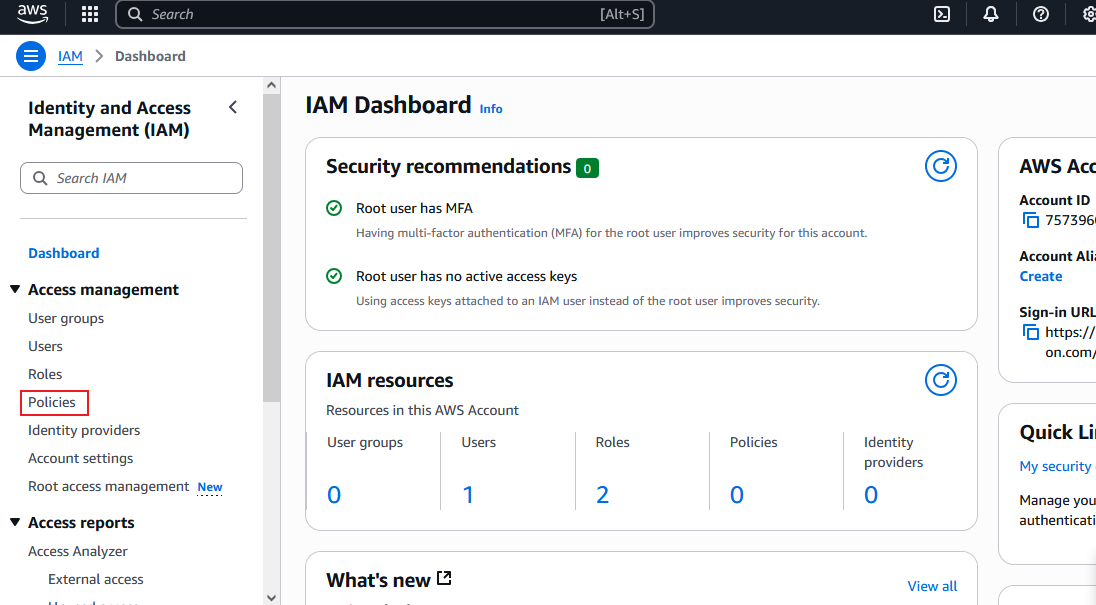 aws
Search [Alt+S]
IAM > Dashboard
Identity and Access
Management (IAM)
Search IAM
Dashboard
Access management
User groups
Users
Roles
Policies
Identity providers
Account settings
Root access management New
Access reports
Access Analyzer
External access
IAM Dashboard Info
Security recommendations 0
Root user has MFA
Having multi-factor authentication (MFA) for the root user improves security for this account.
Root user has no active access keys
Using access keys attached to an IAM user instead of the root user improves security.
IAM resources
Resources in this AWS Account
User groups Users Roles Policies Identity
providers
0 1 2 0 0
What's new
View all
AWS Acc
Account ID
757396
Account Alia
Create
Sign-in URL
https://
on.com/
Quick Li
My security
Manage you
authenticati